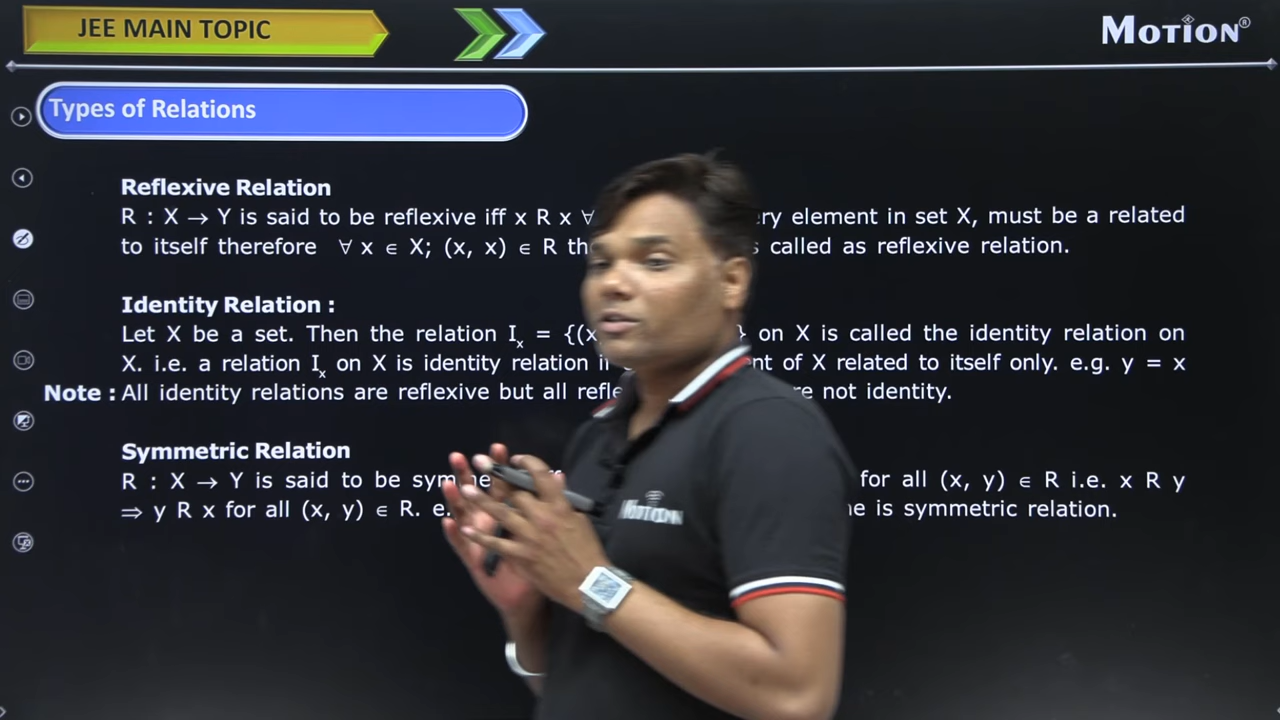 JEE MAIN TOPIC
MOTION®
Types of Relations
Reflexive Relation
R : X → Y is said to be reflexive iff x R x ∀ ery element in set X, must be a related
to itself therefore ∀ x ∈ X; (x, x) ∈ R th s called as reflexive relation.
Identity Relation :
Let X be a set. Then the relation Iₓ = {(x } on X is called the identity relation on
X. i.e. a relation Iₓ on X is identity relation i nt of X related to itself only. e.g. y = x
Note : All identity relations are reflexive but all refle re not identity.
Symmetric Relation
R : X → Y is said to be symme for all (x, y) ∈ R i.e. x R y
⇒ y R x for all (x, y) ∈ R. e. e is symmetric relation.
MOTION